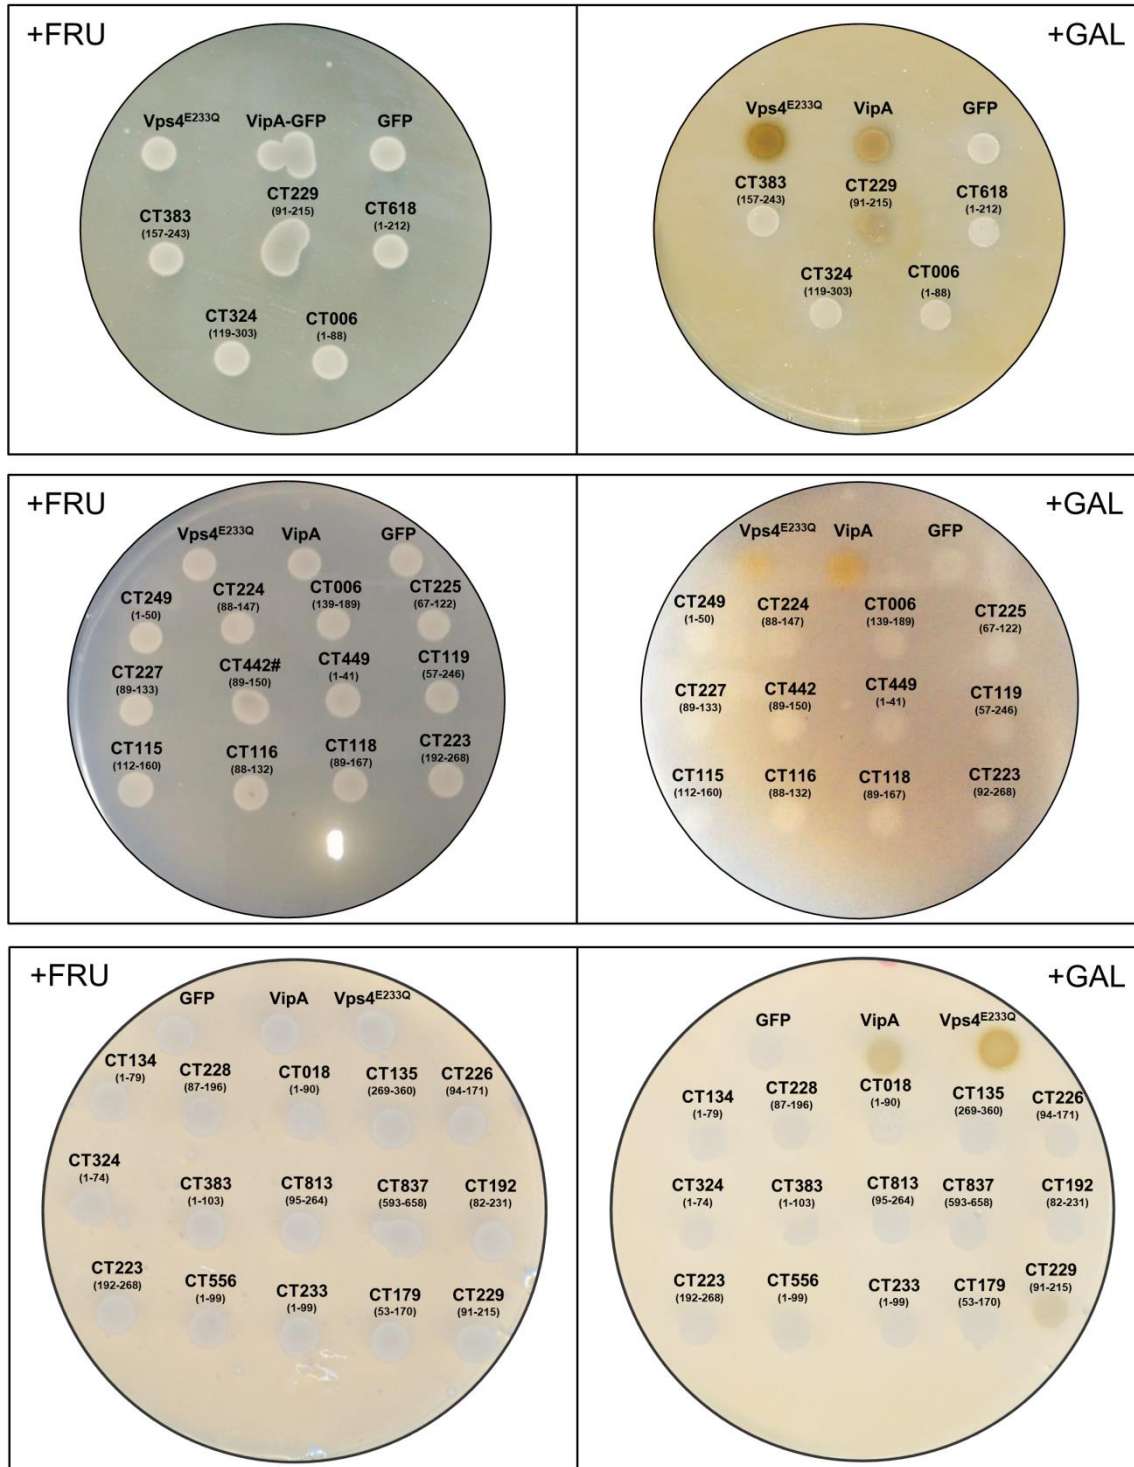 +FRU
Vps4E233Q VipA-GFP GFP
CT229
(91-215)
CT383
(157-243)
CT618
(1-212)
CT324
(119-303)
CT006
(1-88)
+GAL
Vps4E233Q VipA GFP
CT383
(157-243)
CT229
(91-215)
CT618
(1-212)
CT324
(119-303)
CT006
(1-88)
+FRU
Vps4E233Q VipA GFP
CT249
(1-50)
CT224
(88-147)
CT006
(139-189)
CT225
(67-122)
CT227
(89-133)
CT442#
(89-150)
CT449
(1-41)
CT119
(57-246)
CT115
(112-160)
CT116
(88-132)
CT118
(89-167)
CT223
(192-268)
+GAL
Vps4E233Q VipA GFP
CT249
(1-50)
CT224
(88-147)
CT006
(139-189)
CT225
(67-122)
CT227
(89-133)
CT442
(89-150)
CT449
(1-41)
CT119
(57-246)
CT115
(112-160)
CT116
(88-132)
CT118
(89-167)
CT223
(92-268)
+FRU
GFP VipA Vps4E233Q
CT134
(1-79)
CT228
(87-196)
CT018
(1-90)
CT135
(269-360)
CT226
(94-171)
CT324
(1-74)
CT383
(1-103)
CT813
(95-264)
CT837
(593-658)
CT192
(82-231)
CT223
(192-268)
CT556
(1-99)
CT233
(1-99)
CT179
(53-170)
CT229
(91-215)
+GAL
GFP VipA Vps4E233Q
CT134
(1-79)
CT228
(87-196)
CT018
(1-90)
CT135
(269-360)
CT226
(94-171)
CT324
(1-74)
CT383
(1-103)
CT813
(95-264)
CT837
(593-658)
CT192
(82-231)
CT223
(192-268)
CT556
(1-99)
CT233
(1-99)
CT179
(53-170)
CT229
(91-215)